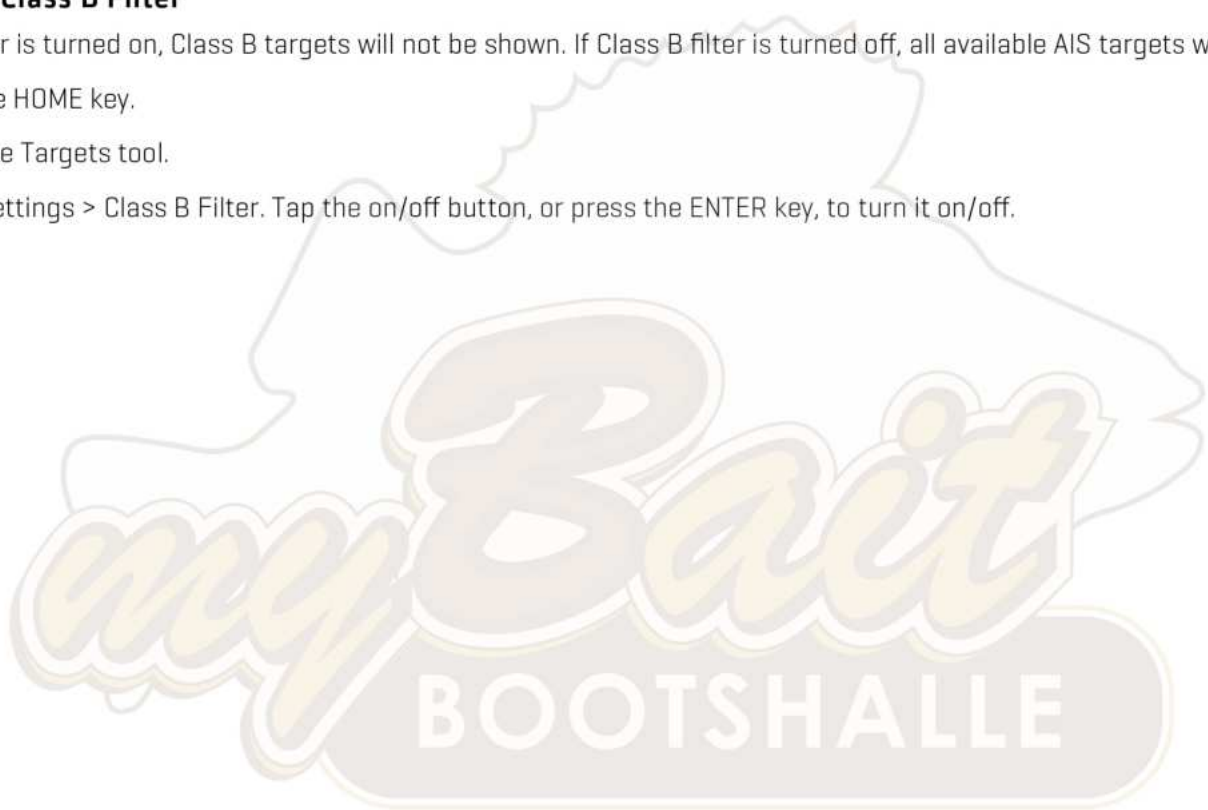 Class B Filter
r is turned on, Class B targets will not be shown. If Class B filter is turned off, all available AIS targets w
e HOME key.
e Targets tool.
ettings > Class B Filter. Tap the on/off button, or press the ENTER key, to turn it on/off.
myBait
BOOTSHALLE